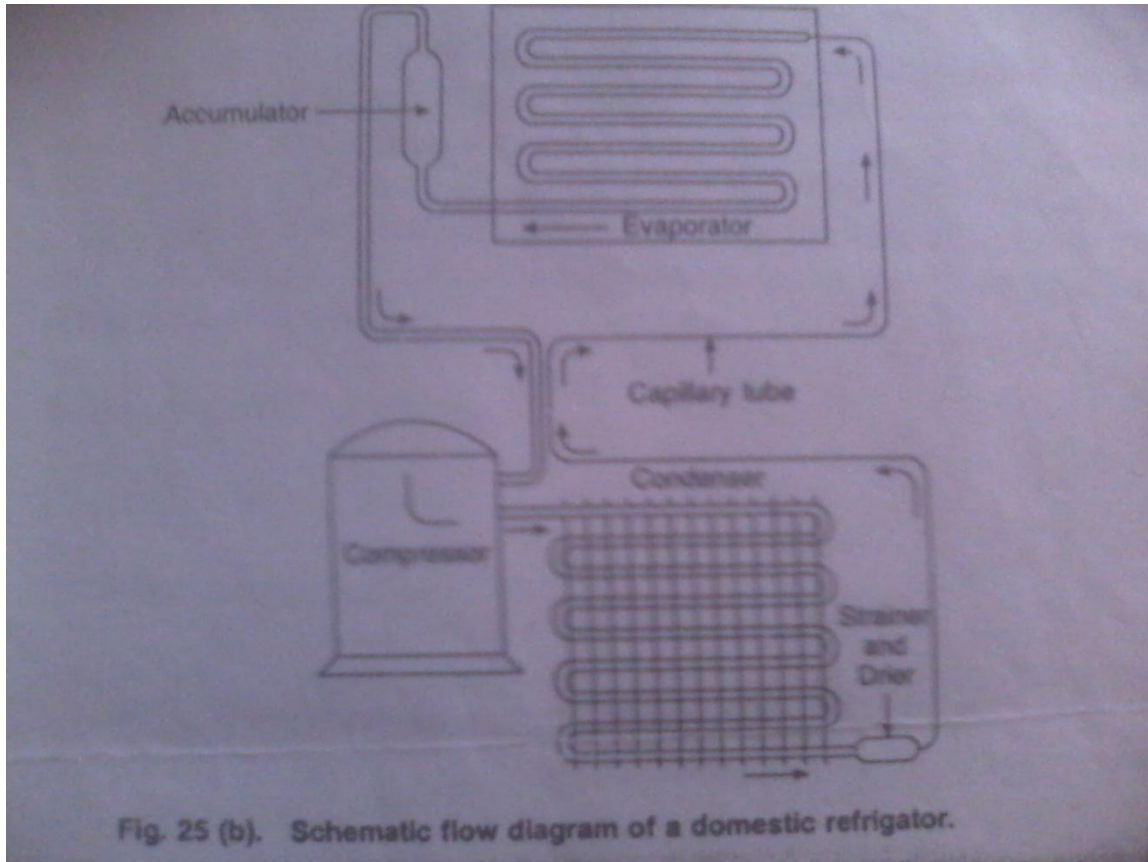 Accumulator
Evaporator
Capillary tube
Condenser
Compressor
Strainer
and
Drier
Fig. 25 (b). Schematic flow diagram of a domestic refrigator.